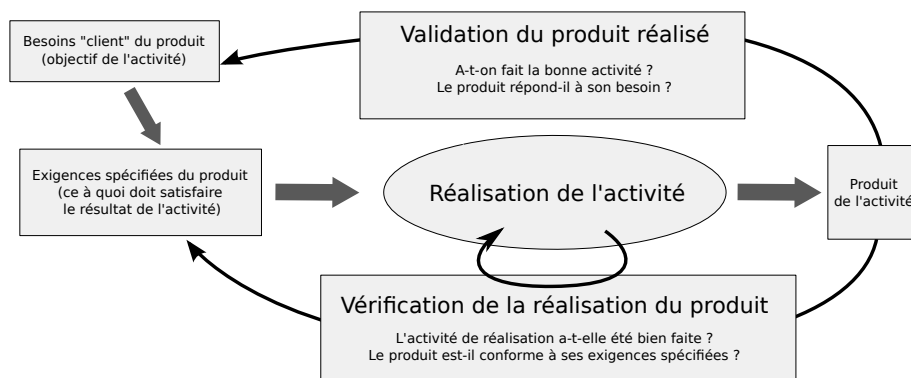 Besoins "client" du produit
(objectif de l'activité)
Validation du produit réalisé
A-t-on fait la bonne activité ?
Le produit répond-il à son besoin ?
Exigences spécifiées du produit
(ce à quoi doit satisfaire
le résultat de l'activité)
Réalisation de l'activité
Produit
de l'activité
Vérification de la réalisation du produit
L'activité de réalisation a-t-elle été bien faite ?
Le produit est-il conforme à ses exigences spécifiées ?